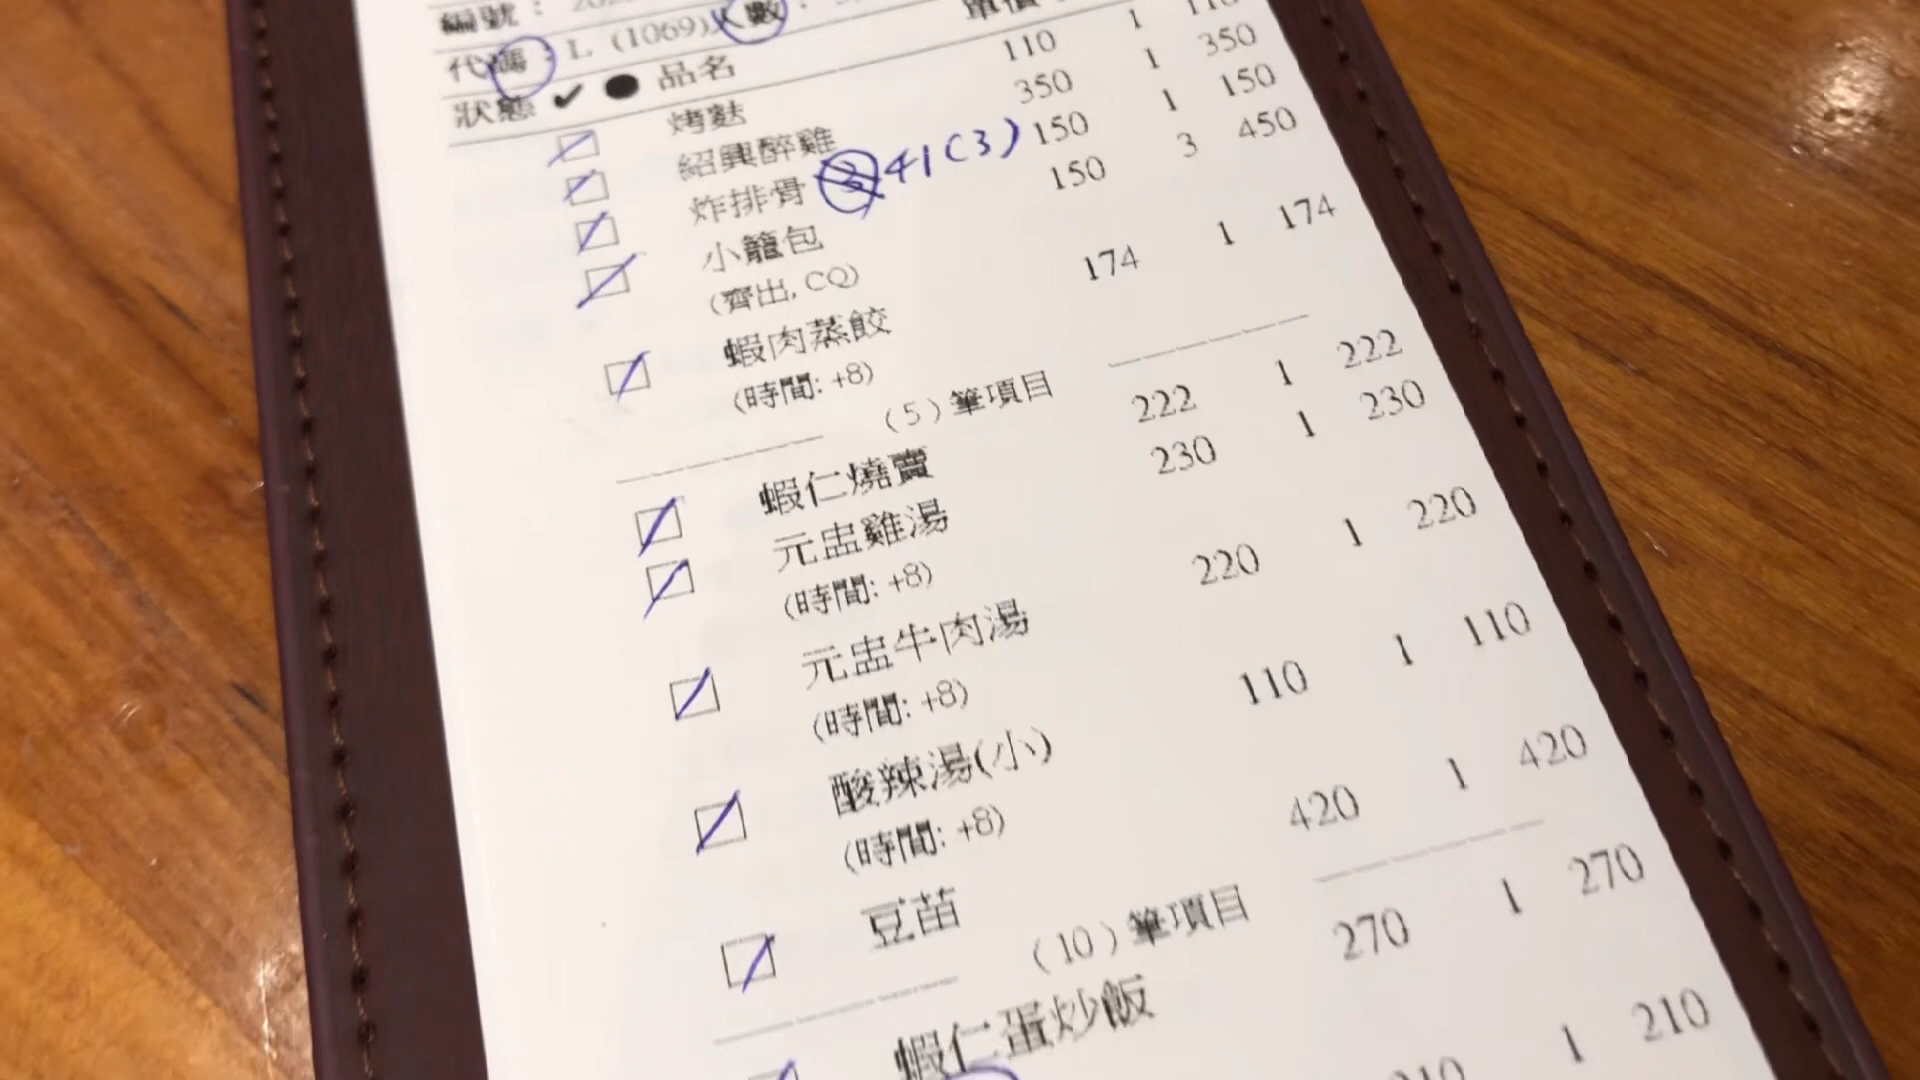 編號：
代碼：L (1069) 人數：
狀態 ✓ ● 品名 單價
烤麩 110 1 110
紹興醉雞 350 1 350
炸排骨 41(3) 150 1 150
小籠包 150 3 450
(齊出, CQ)
蝦肉蒸餃 174 1 174
(時間: +8)
(5) 筆項目
蝦仁燒賣 222 1 222
元盅雞湯 230 1 230
(時間: +8)
元盅牛肉湯 220 1 220
(時間: +8)
酸辣湯(小) 110 1 110
(時間: +8)
豆苗 420 1 420
(10) 筆項目
蝦仁蛋炒飯 270 1 270
210 1 210